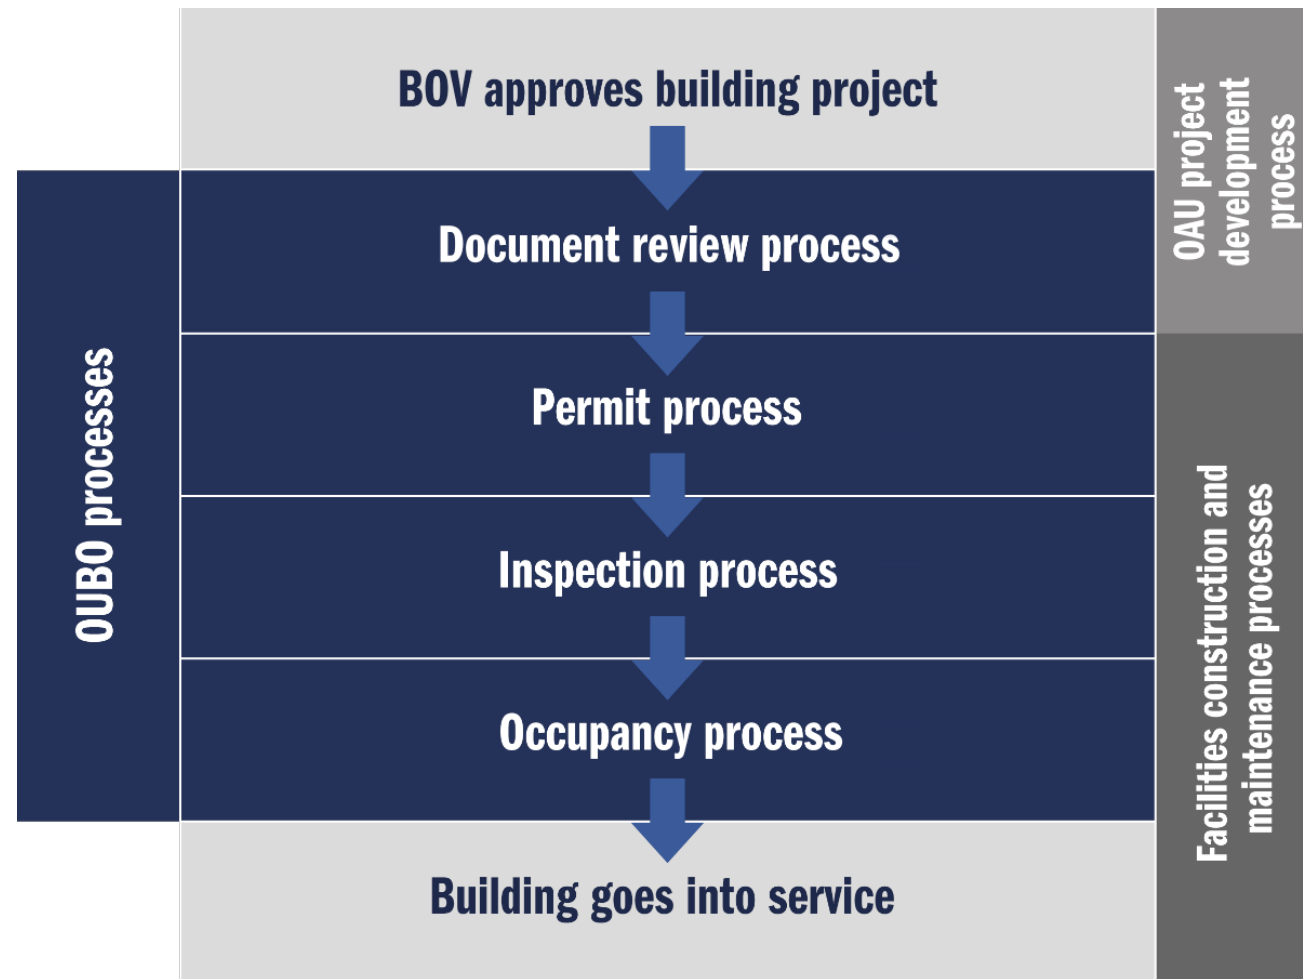 BOV approves building project
OAU project
development
process
Document review process
Permit process
OUBO processes
Inspection process
Facilities construction and
maintenance processes
Occupancy process
Building goes into service